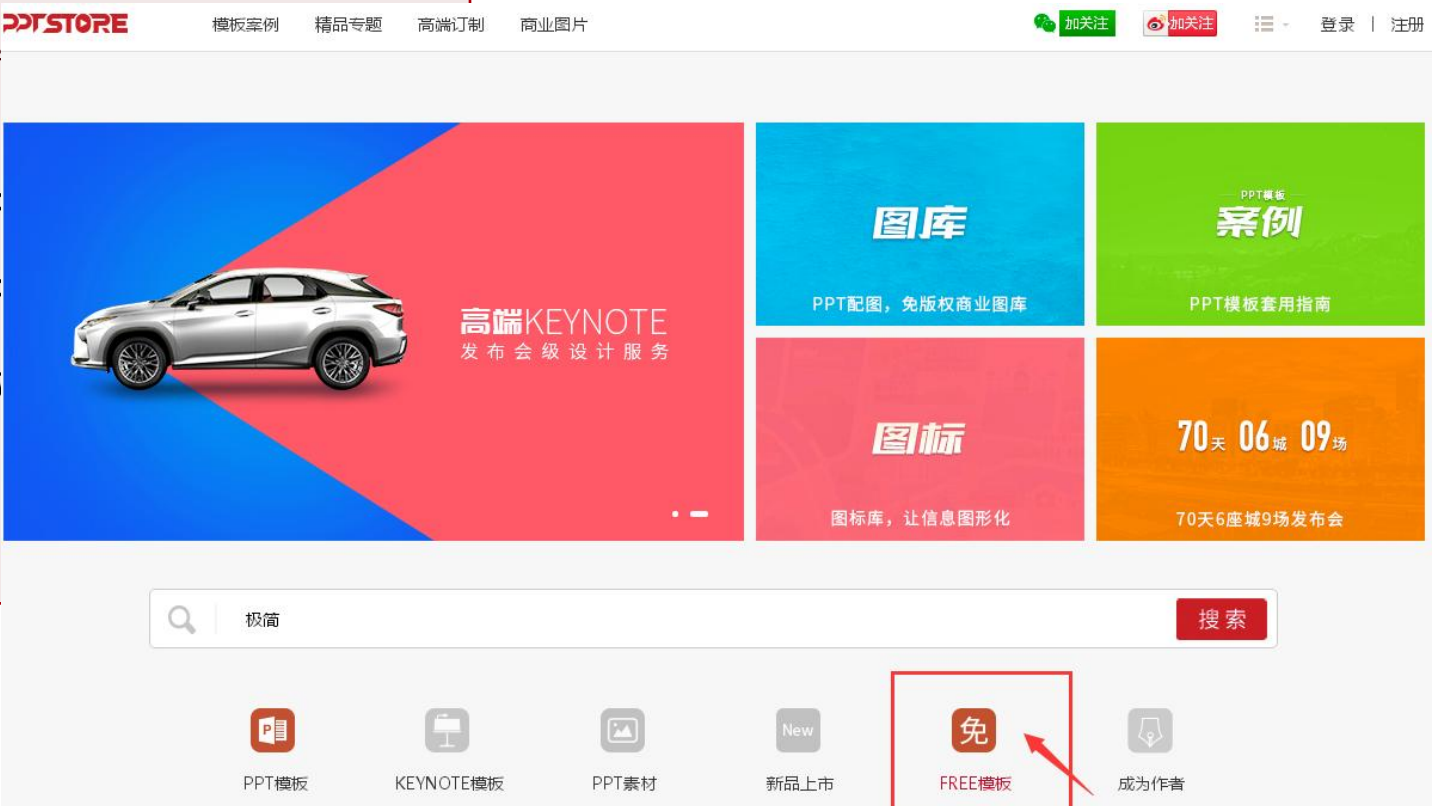 PPTSTORE
模板案例 精品专题 高端订制 商业图片
加关注 加关注 登录 | 注册
高端KEYNOTE
发布会级设计服务
图库
PPT配图，免版权商业图库
PPT模板
案例
PPT模板套用指南
图标
图标库，让信息图形化
70天 06城 09场
70天6座城9场发布会
极简
搜索
P New 免
PPT模板 KEYNOTE模板 PPT素材 新品上市 FREE模板 成为作者